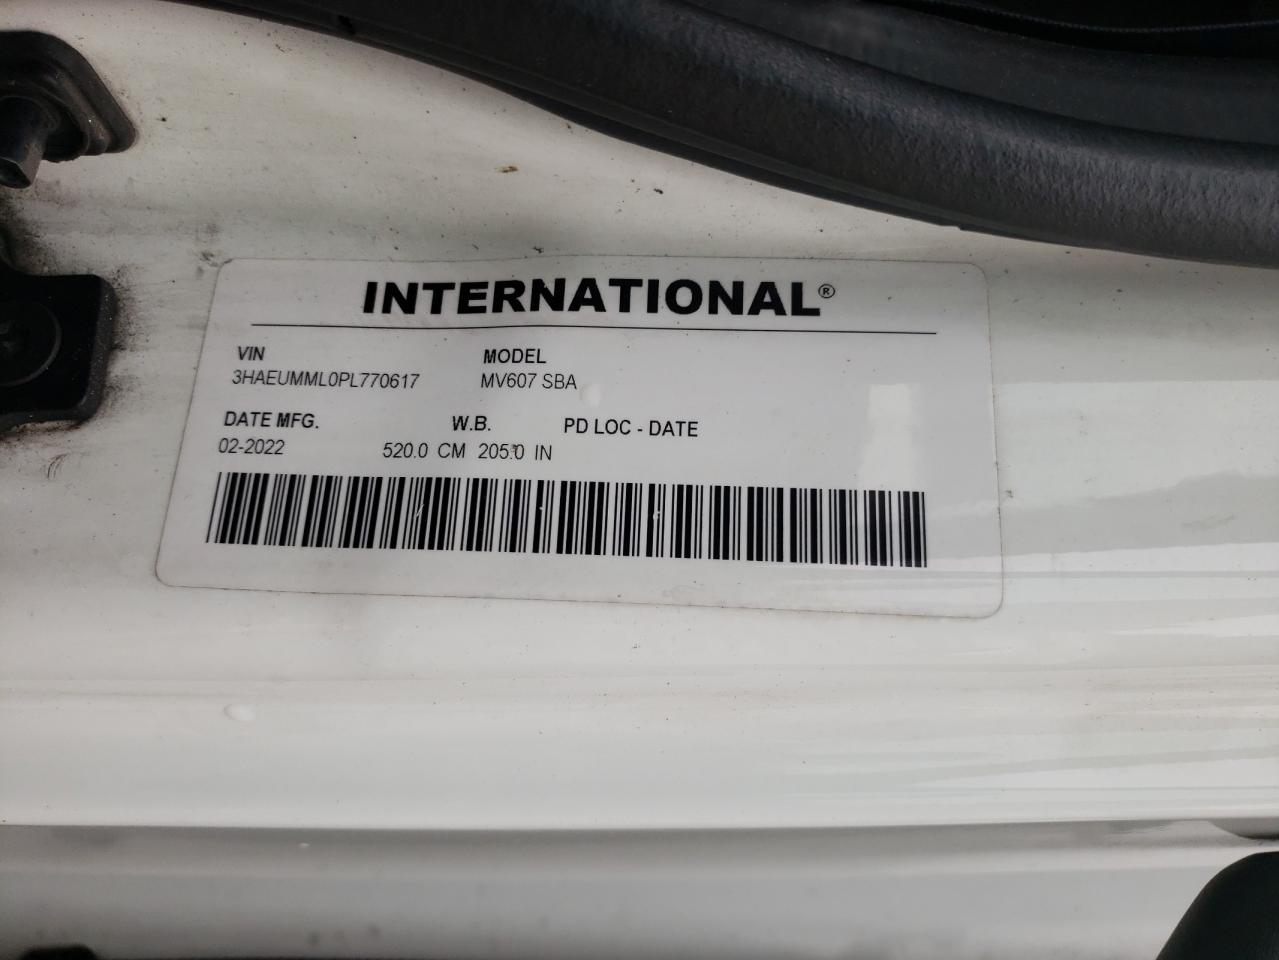 INTERNATIONAL®
VIN MODEL
3HAEUMML0PL770617 MV607 SBA
DATE MFG. W.B. PD LOC - DATE
02-2022 520.0 CM 205.0 IN